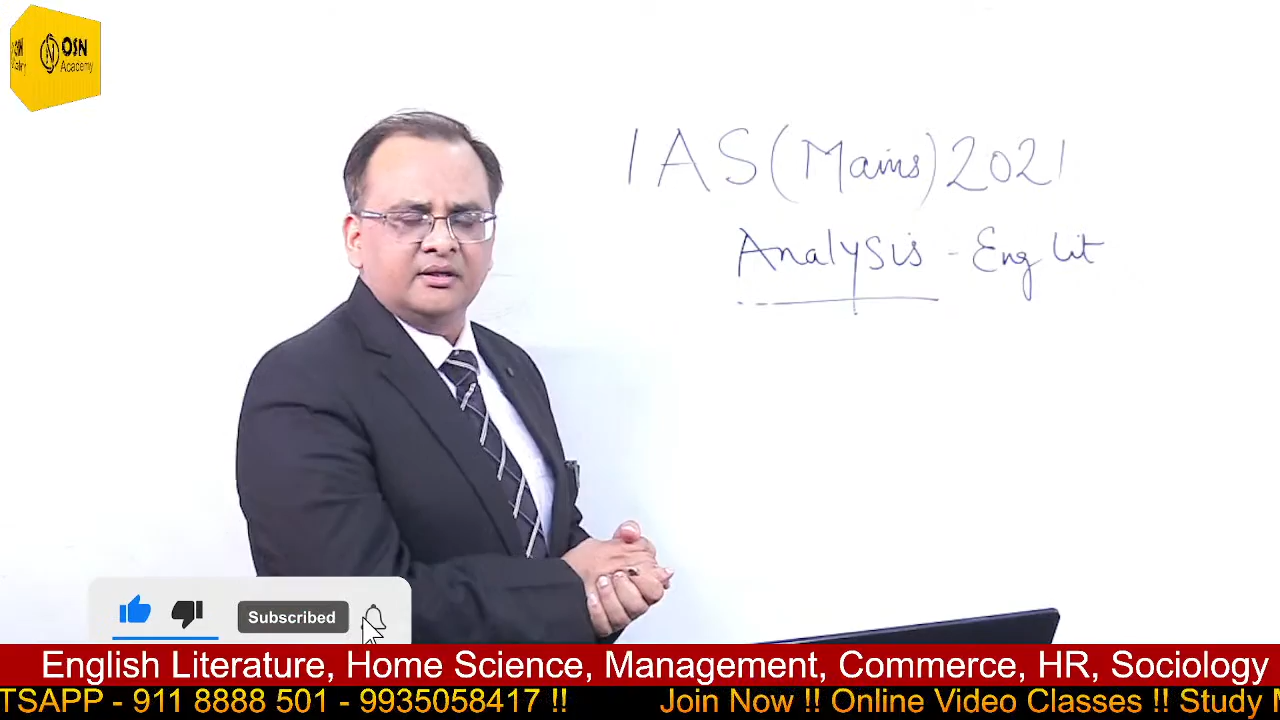 OSN
Academy
IAS (Mains) 2021
Analysis - Eng Lit
Subscribed
English Literature, Home Science, Management, Commerce, HR, Sociology
TSAPP - 911 8888 501 - 9935058417 !! Join Now !! Online Video Classes !! Study